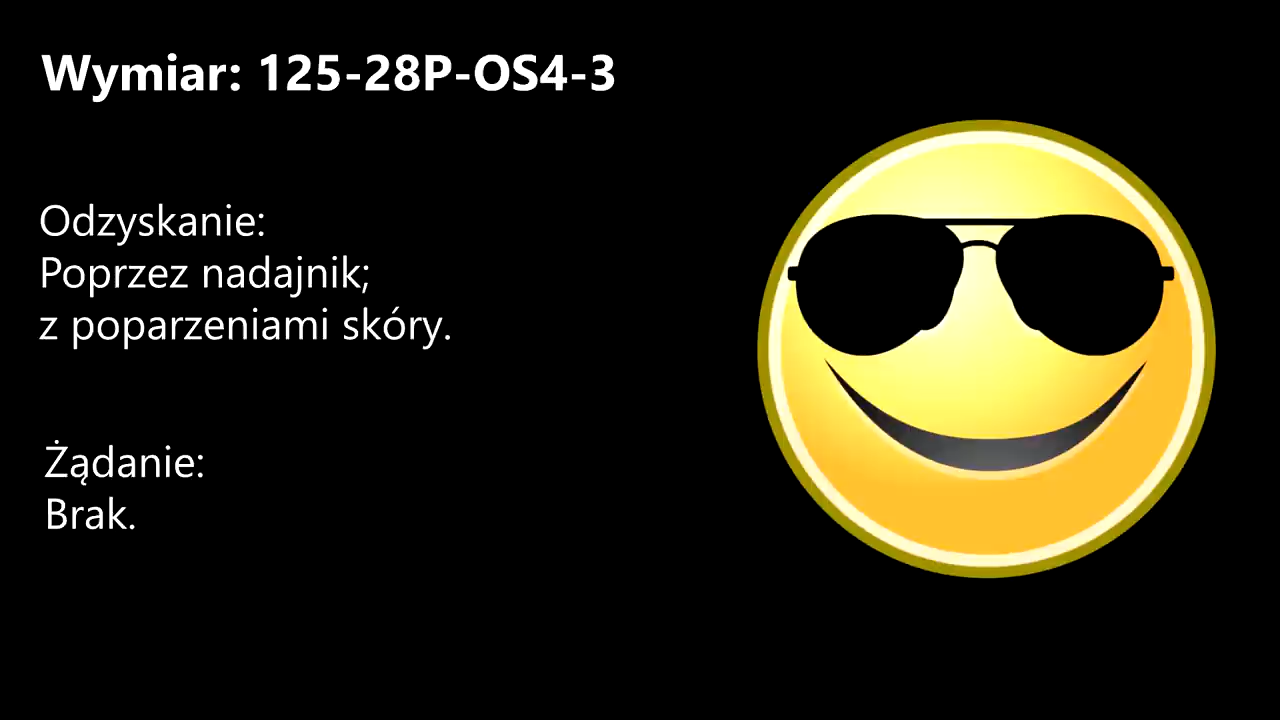 Wymiar: 125-28P-OS4-3
Odzyskanie:
Poprzez nadajnik;
z poparzeniami skóry.
Żądanie:
Brak.